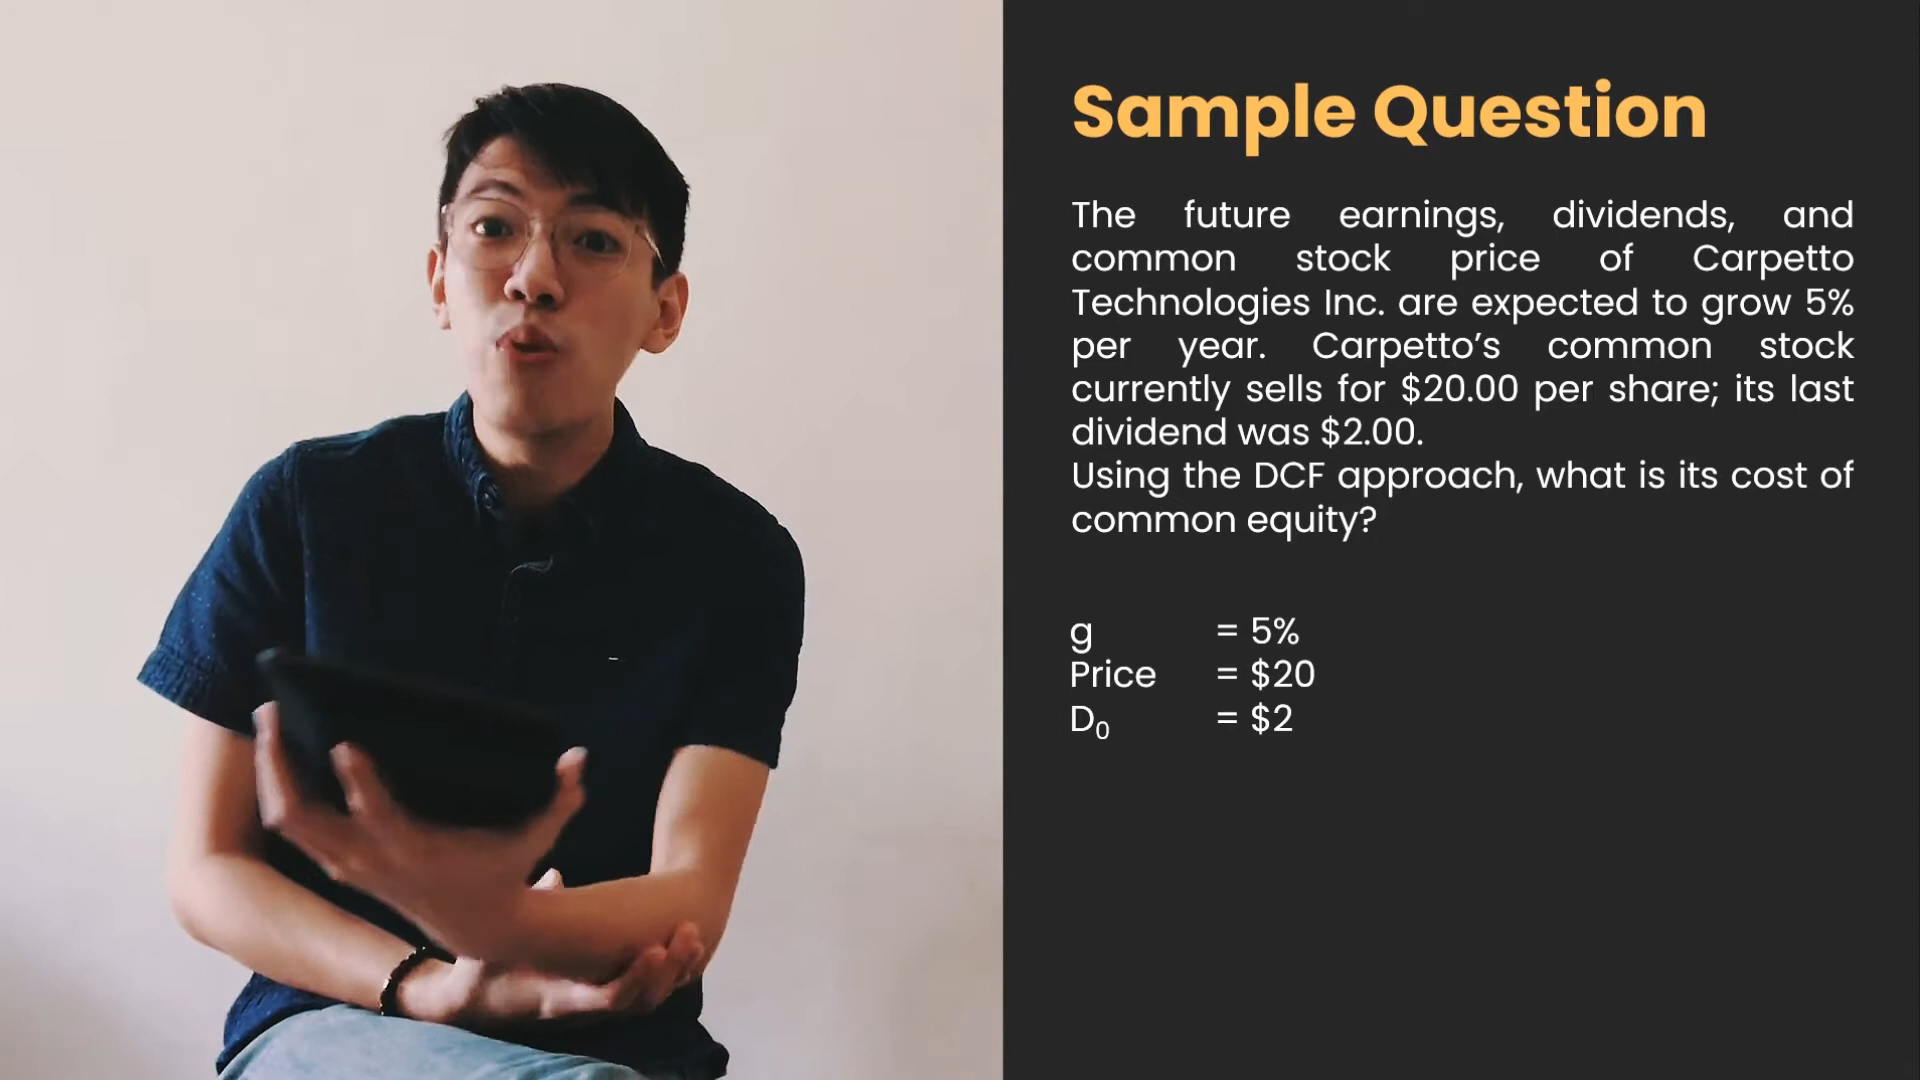 Sample Question
The future earnings, dividends, and
common stock price of Carpetto
Technologies Inc. are expected to grow 5%
per year. Carpetto’s common stock
currently sells for $20.00 per share; its last
dividend was $2.00.
Using the DCF approach, what is its cost of
common equity?
g = 5%
Price = $20
D₀ = $2